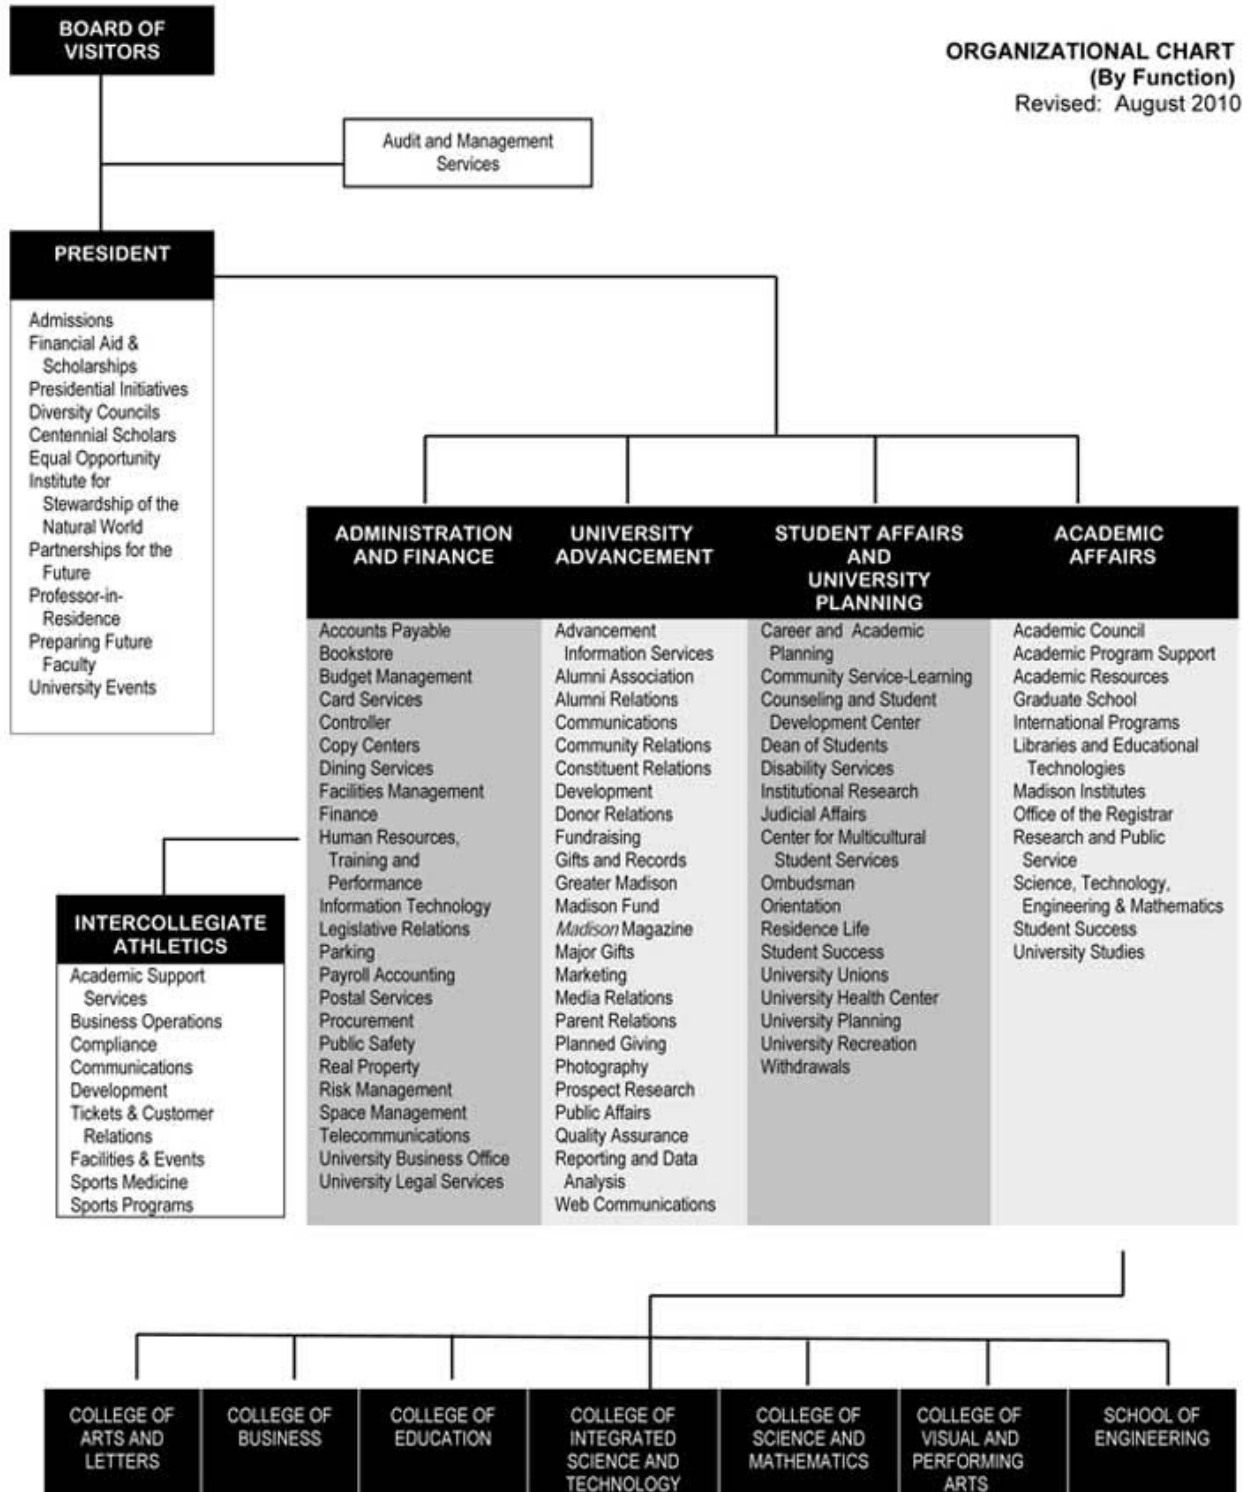 BOARD OF
VISITORS
ORGANIZATIONAL CHART
(By Function)
Revised: August 2010
Audit and Management
Services
PRESIDENT
Admissions
Financial Aid &
Scholarships
Presidential Initiatives
Diversity Councils
Centennial Scholars
Equal Opportunity
Institute for
Stewardship of the
Natural World
Partnerships for the
Future
Professor-in-
Residence
Preparing Future
Faculty
University Events
ADMINISTRATION
AND FINANCE
Accounts Payable
Bookstore
Budget Management
Card Services
Controller
Copy Centers
Dining Services
Facilities Management
Finance
Human Resources,
Training and
Performance
Information Technology
Legislative Relations
Parking
Payroll Accounting
Postal Services
Procurement
Public Safety
Real Property
Risk Management
Space Management
Telecommunications
University Business Office
University Legal Services
UNIVERSITY
ADVANCEMENT
Advancement
Information Services
Alumni Association
Alumni Relations
Communications
Community Relations
Constituent Relations
Development
Donor Relations
Fundraising
Gifts and Records
Greater Madison
Madison Fund
Madison Magazine
Major Gifts
Marketing
Media Relations
Parent Relations
Planned Giving
Photography
Prospect Research
Public Affairs
Quality Assurance
Reporting and Data
Analysis
Web Communications
STUDENT AFFAIRS
AND
UNIVERSITY
PLANNING
Career and Academic
Planning
Community Service-Learning
Counseling and Student
Development Center
Dean of Students
Disability Services
Institutional Research
Judicial Affairs
Center for Multicultural
Student Services
Ombudsman
Orientation
Residence Life
Student Success
University Unions
University Health Center
University Planning
University Recreation
Withdrawals
ACADEMIC
AFFAIRS
Academic Council
Academic Program Support
Academic Resources
Graduate School
International Programs
Libraries and Educational
Technologies
Madison Institutes
Office of the Registrar
Research and Public
Service
Science, Technology,
Engineering & Mathematics
Student Success
University Studies
INTERCOLLEGIATE
ATHLETICS
Academic Support
Services
Business Operations
Compliance
Communications
Development
Tickets & Customer
Relations
Facilities & Events
Sports Medicine
Sports Programs
COLLEGE OF
ARTS AND
LETTERS
COLLEGE OF
BUSINESS
COLLEGE OF
EDUCATION
COLLEGE OF
INTEGRATED
SCIENCE AND
TECHNOLOGY
COLLEGE OF
SCIENCE AND
MATHEMATICS
COLLEGE OF
VISUAL AND
PERFORMING
ARTS
SCHOOL OF
ENGINEERING